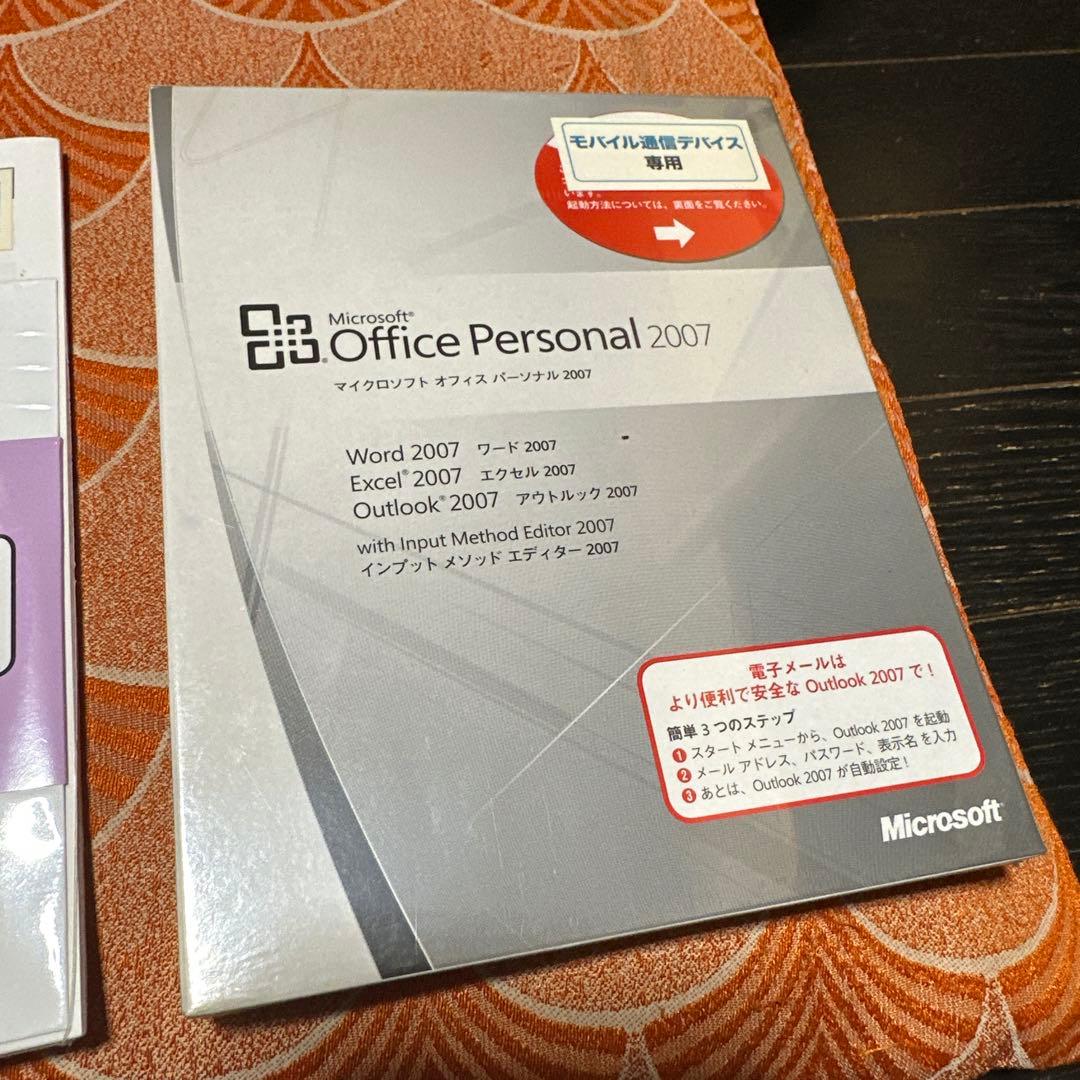 モバイル通信デバイス
専用
います。
起動方法については、裏面をご覧ください。
Microsoft®
Office Personal 2007
マイクロソフト オフィス パーソナル 2007
Word 2007 ワード 2007
Excel® 2007 エクセル 2007
Outlook® 2007 アウトルック 2007
with Input Method Editor 2007
インプット メソッド エディター 2007
電子メールは
より便利で安全な Outlook 2007 で！
簡単 3 つのステップ
1 スタート メニューから、Outlook 2007 を起動
2 メール アドレス、パスワード、表示名 を入力
3 あとは、Outlook 2007 が自動設定！
Microsoft®